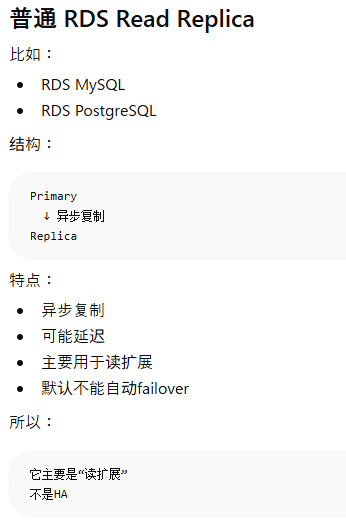 普通 RDS Read Replica
比如：
RDS MySQL
RDS PostgreSQL
结构：
Primary
↓ 异步复制
Replica
特点：
异步复制
可能延迟
主要用于读扩展
默认不能自动failover
所以：
它主要是“读扩展”
不是HA